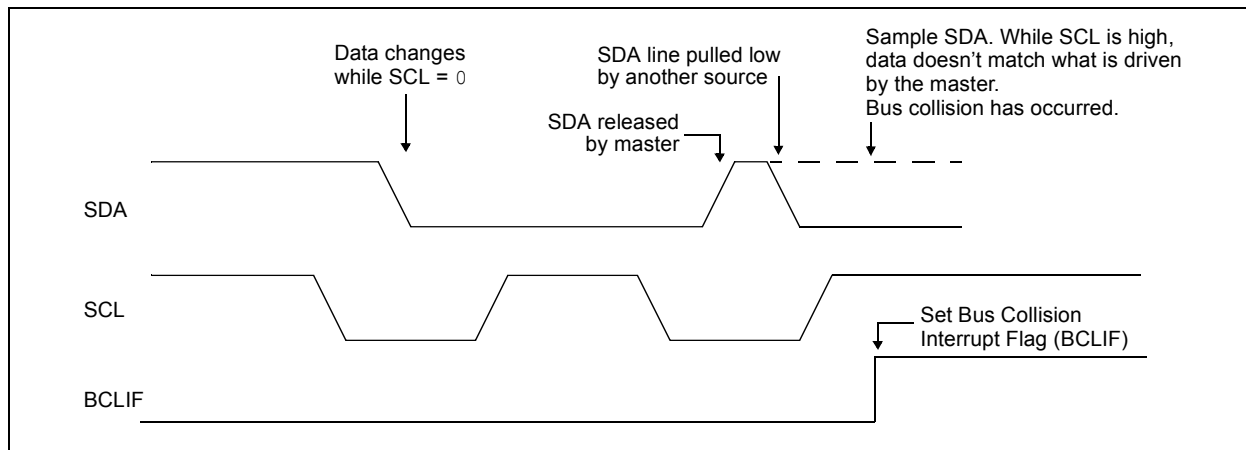 Data changes
while SCL = 0
SDA line pulled low
by another source
SDA released
by master
Sample SDA. While SCL is high,
data doesn’t match what is driven
by the master.
Bus collision has occurred.
SDA
SCL
Set Bus Collision
Interrupt Flag (BCLIF)
BCLIF